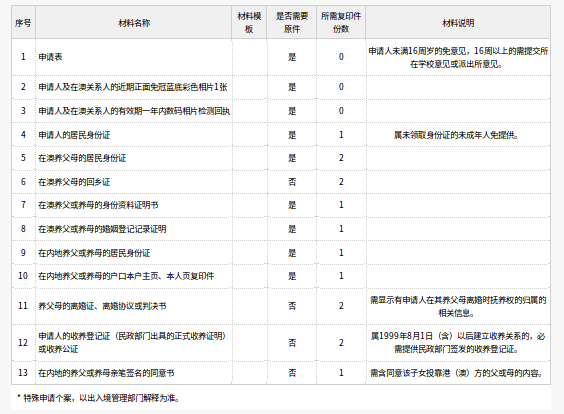 序号 材料名称 材料模板 是否需要原件 所需复印件份数 材料说明
1 申请表 是 0 申请人未满16周岁的免意见，16周以上的需提交所在学校意见或派出所意见。
2 申请人及在澳关系人的近期正面免冠蓝底彩色相片1张 是 0
3 申请人及在澳关系人的有效期一年内数码相片检测回执 是 0
4 申请人的居民身份证 是 1 属未领取身份证的未成年人免提供。
5 在澳养父母的居民身份证 是 2
6 在澳养父母的回乡证 否 2
7 在澳养父或养母的身份资料证明书 是 1
8 在澳养父或养母的婚姻登记记录证明 是 1
9 在内地养父或养母的居民身份证 是 1
10 在内地养父或养母的户口本户主页、本人页复印件 是 1
11 养父母的离婚证、离婚协议或判决书 否 2 需显示有申请人在其养父母离婚时抚养权的归属的相关信息。
12 申请人的收养登记证（民政部门出具的正式收养证明）或收养公证 否 2 属1999年8月1日（含）以后建立收养关系的，必需提供民政部门签发的收养登记证。
13 在内地的养父或养母亲笔签名的同意书 否 1 需含同意该子女投靠港（澳）方的父或母的内容。
* 特殊申请个案，以出入境管理部门解释为准。